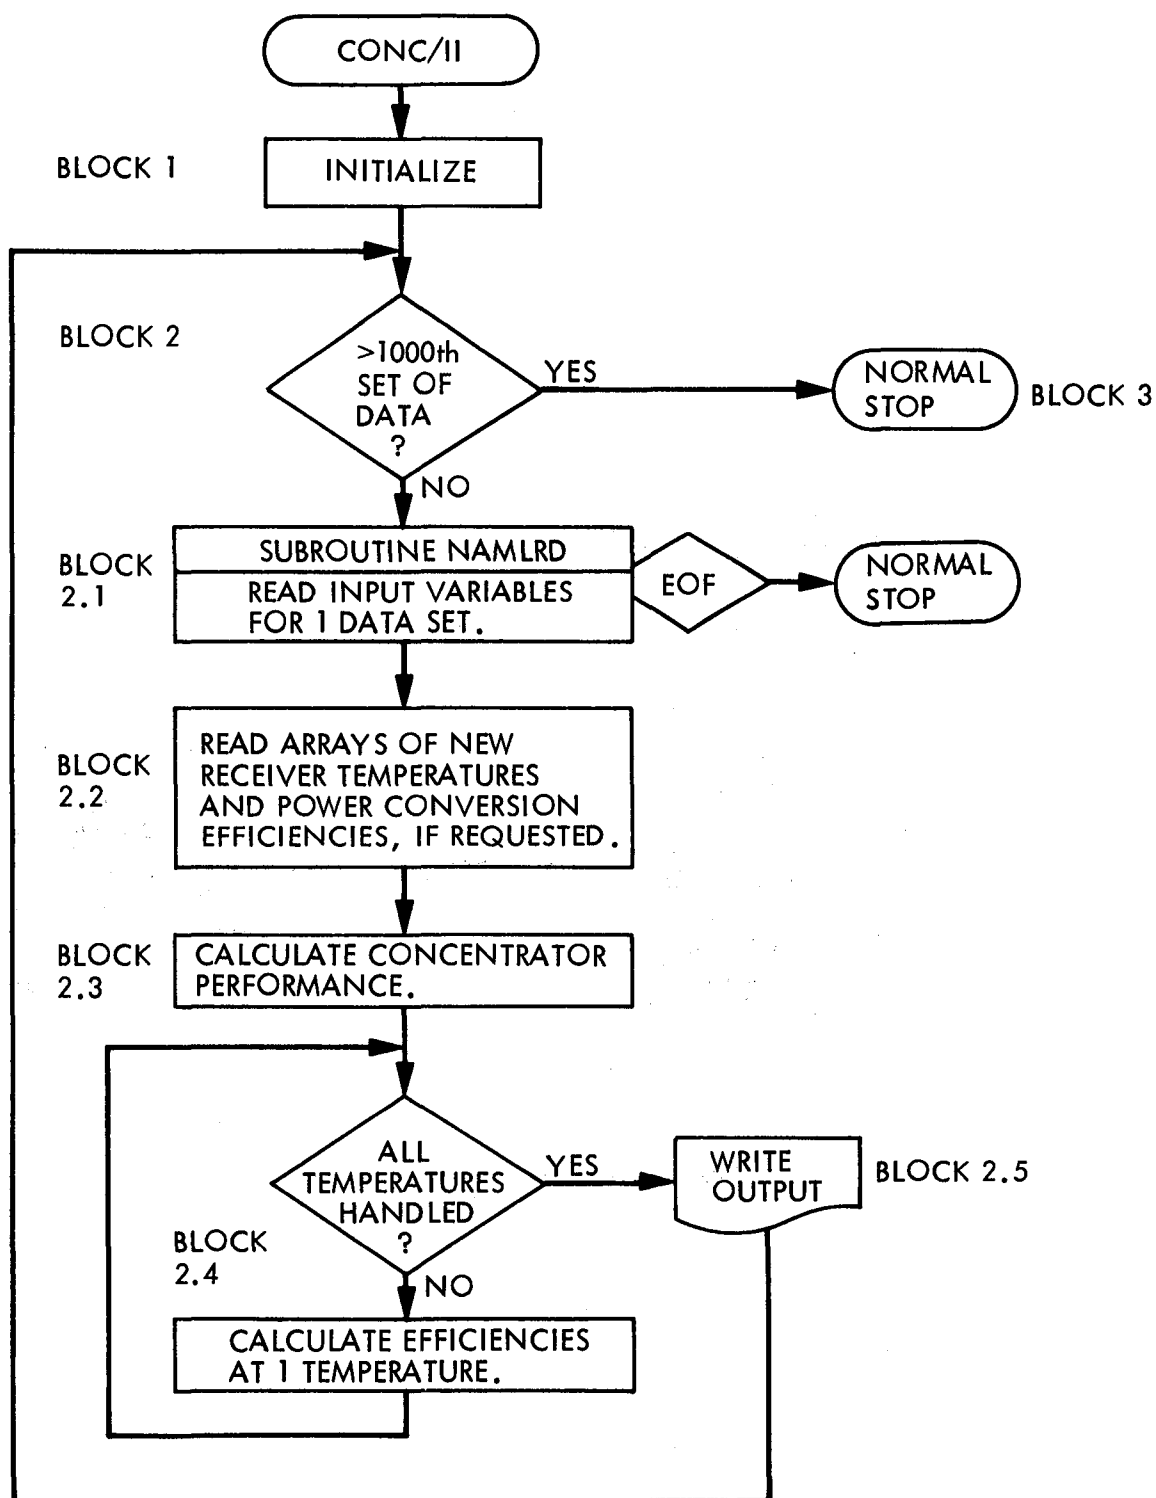 CONC/II
BLOCK 1
INITIALIZE
BLOCK 2
>1000th
SET OF
DATA
?
YES
NORMAL
STOP
BLOCK 3
NO
BLOCK
2.1
SUBROUTINE NAMLRD
READ INPUT VARIABLES
FOR 1 DATA SET.
EOF
NORMAL
STOP
BLOCK
2.2
READ ARRAYS OF NEW
RECEIVER TEMPERATURES
AND POWER CONVERSION
EFFICIENCIES, IF REQUESTED.
BLOCK
2.3
CALCULATE CONCENTRATOR
PERFORMANCE.
ALL
TEMPERATURES
HANDLED
?
YES
WRITE
OUTPUT
BLOCK 2.5
BLOCK
2.4
NO
CALCULATE EFFICIENCIES
AT 1 TEMPERATURE.